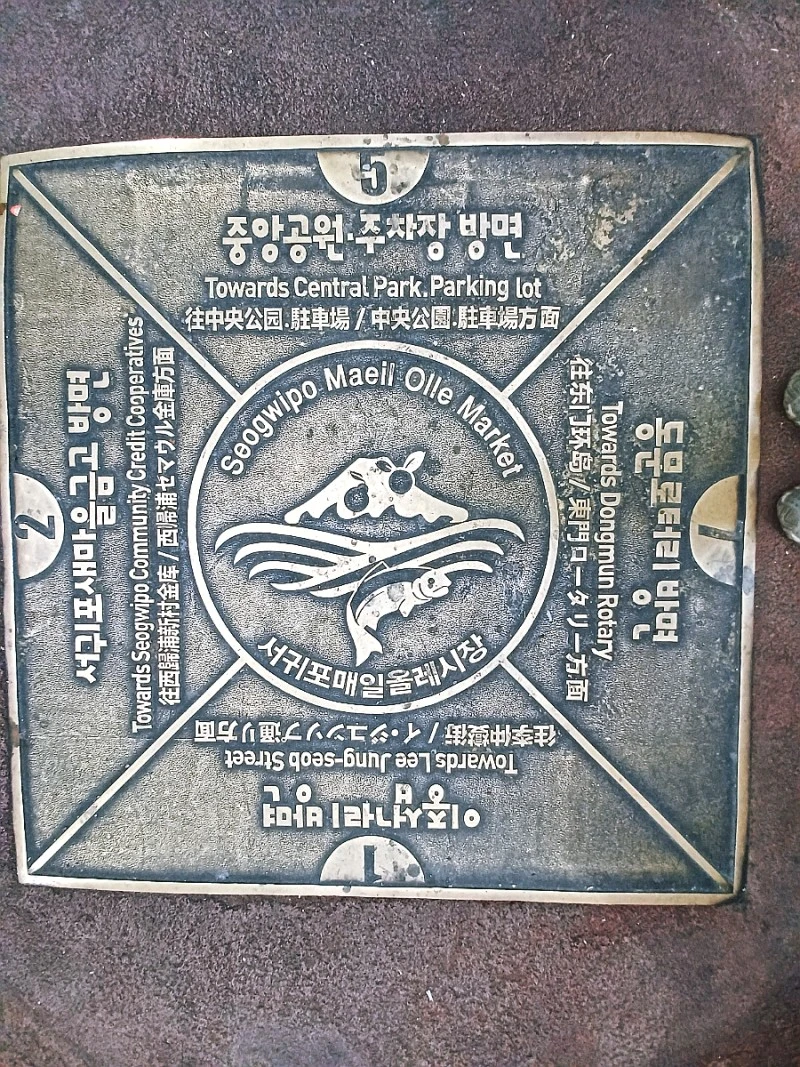 5
중앙공원·주차장 방면
Towards Central Park.Parking lot
往中央公园.駐車場 / 中央公園.駐車場方面
Seogwipo Maeil Olle Market
서귀포매일올레시장
7
동문로터리 방면
Towards Dongmun Rotary
往东门环岛 / 東門ロータリー方面
1
이중섭거리 방면
Towards Lee Jung-seob Street
往李仲燮街 / イ・ジュンソプ通り方面
2
서귀포새마을금고 방면
Towards Seogwipo Community Credit Cooperatives
往西歸浦新村金库 / 西歸浦セマウル金庫方面